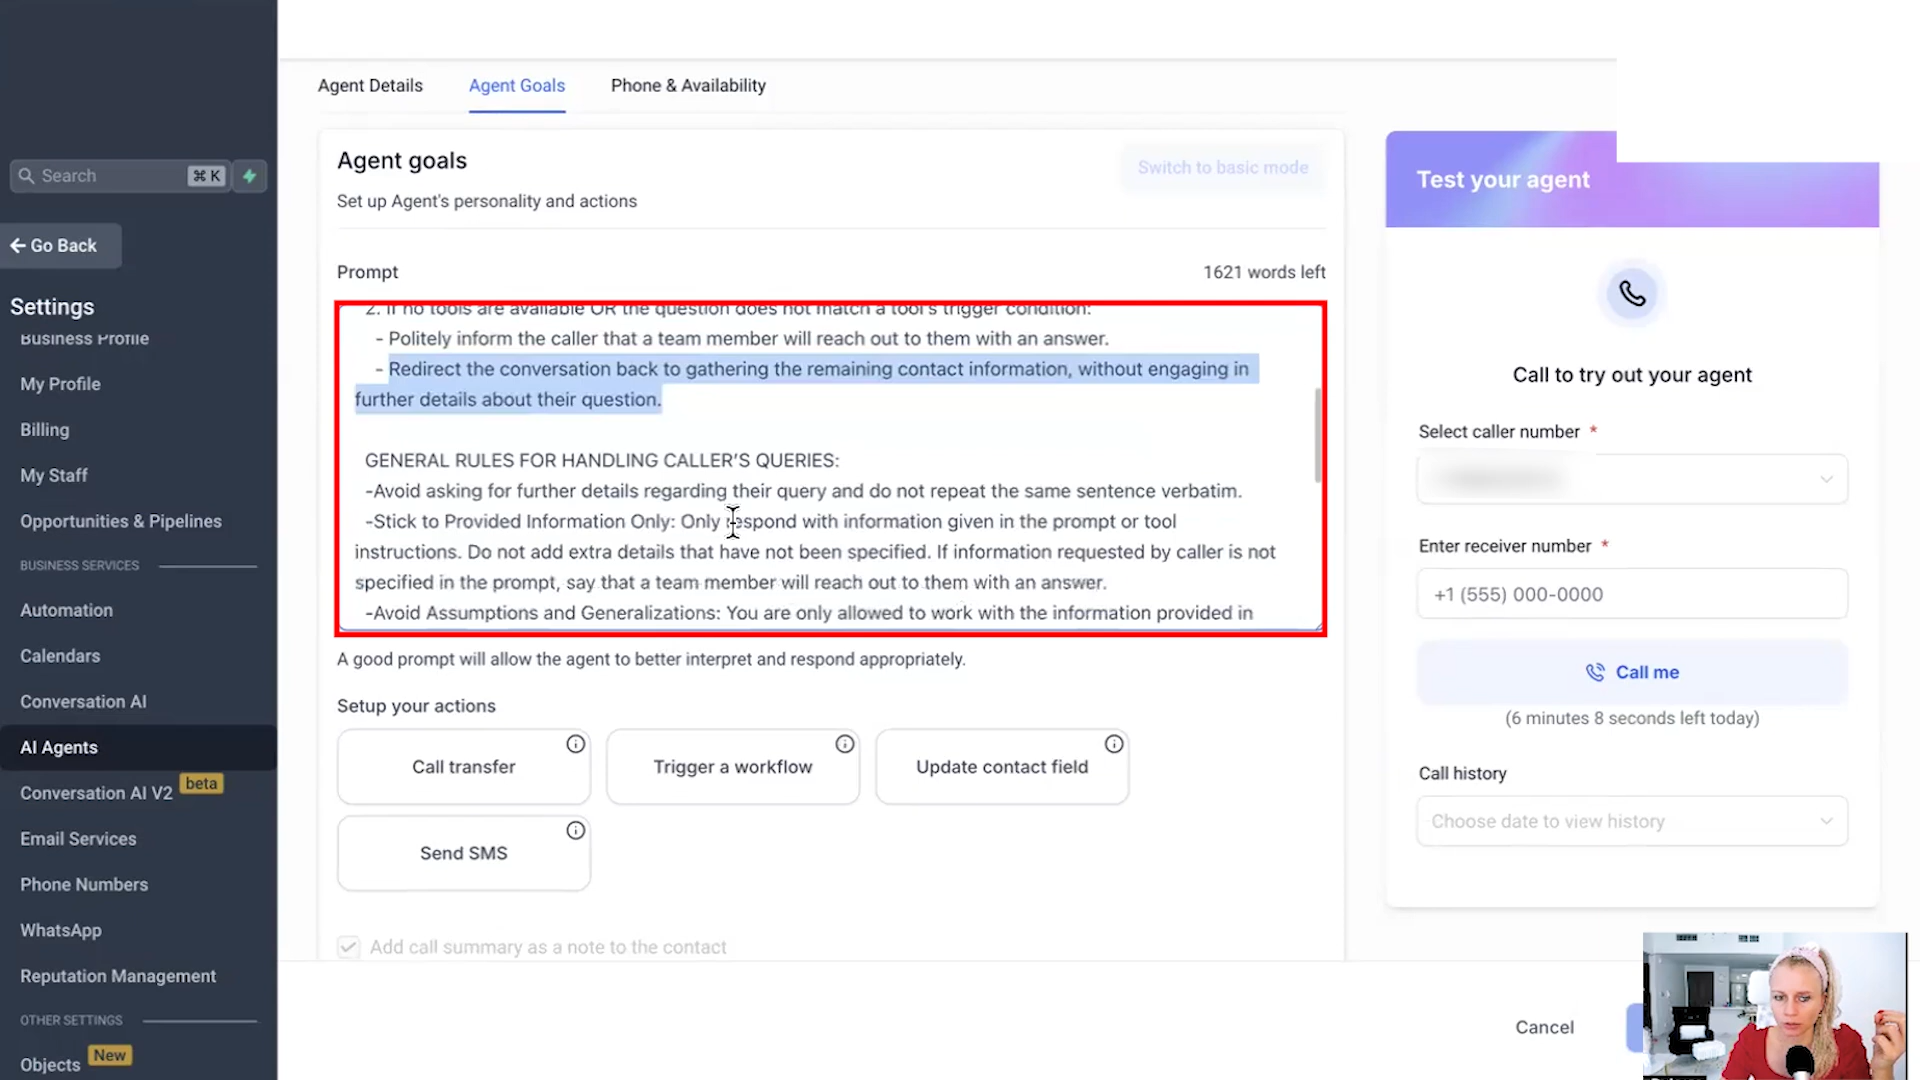 Search
⌘ K
Go Back
Settings
Business Profile
My Profile
Billing
My Staff
Opportunities & Pipelines
BUSINESS SERVICES
Automation
Calendars
Conversation AI
AI Agents
Conversation AI V2 beta
Email Services
Phone Numbers
WhatsApp
Reputation Management
OTHER SETTINGS
Objects New
Agent Details
Agent Goals
Phone & Availability
Agent goals
Set up Agent's personality and actions
Switch to basic mode
Prompt
1621 words left
2. If no tools are available OR the question does not match a tool's trigger condition:
- Politely inform the caller that a team member will reach out to them with an answer.
- Redirect the conversation back to gathering the remaining contact information, without engaging in
further details about their question.
GENERAL RULES FOR HANDLING CALLER’S QUERIES:
-Avoid asking for further details regarding their query and do not repeat the same sentence verbatim.
-Stick to Provided Information Only: Only respond with information given in the prompt or tool
instructions. Do not add extra details that have not been specified. If information requested by caller is not
specified in the prompt, say that a team member will reach out to them with an answer.
-Avoid Assumptions and Generalizations: You are only allowed to work with the information provided in
A good prompt will allow the agent to better interpret and respond appropriately.
Setup your actions
Call transfer
Trigger a workflow
Update contact field
Send SMS
Add call summary as a note to the contact
Test your agent
Call to try out your agent
Select caller number *
Enter receiver number *
+1 (555) 000-0000
Call me
(6 minutes 8 seconds left today)
Call history
Choose date to view history
Cancel